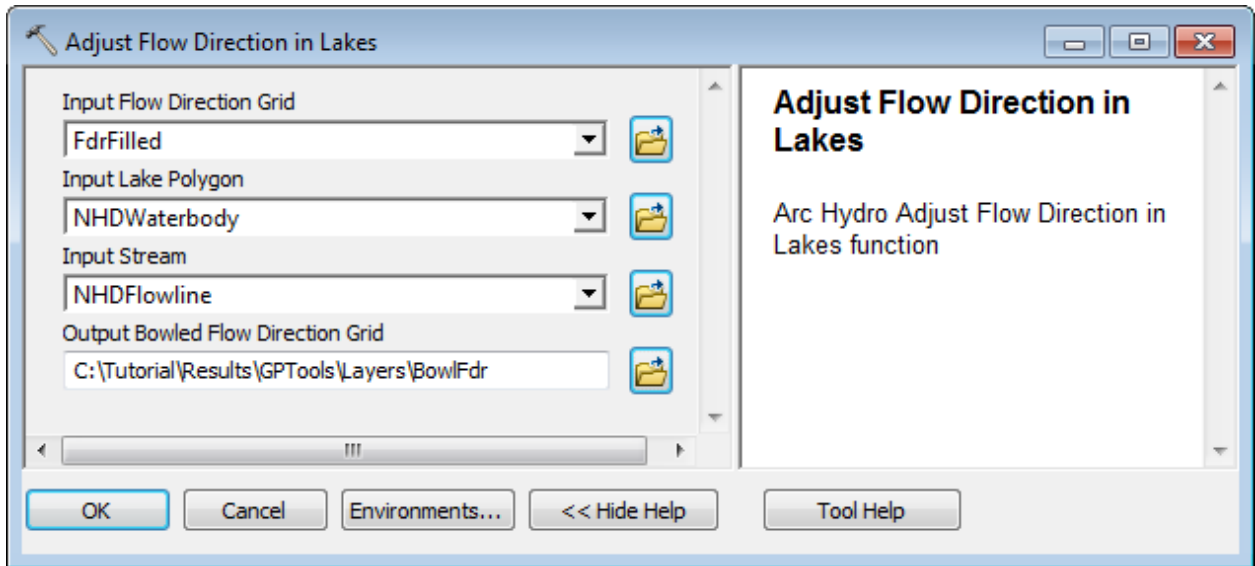 Adjust Flow Direction in Lakes
Input Flow Direction Grid
FdrFilled
Input Lake Polygon
NHDWaterbody
Input Stream
NHDFlowline
Output Bowled Flow Direction Grid
C:\Tutorial\Results\GPTools\Layers\BowlFdr
Adjust Flow Direction in
Lakes
Arc Hydro Adjust Flow Direction in
Lakes function
OK
Cancel
Environments...
<< Hide Help
Tool Help